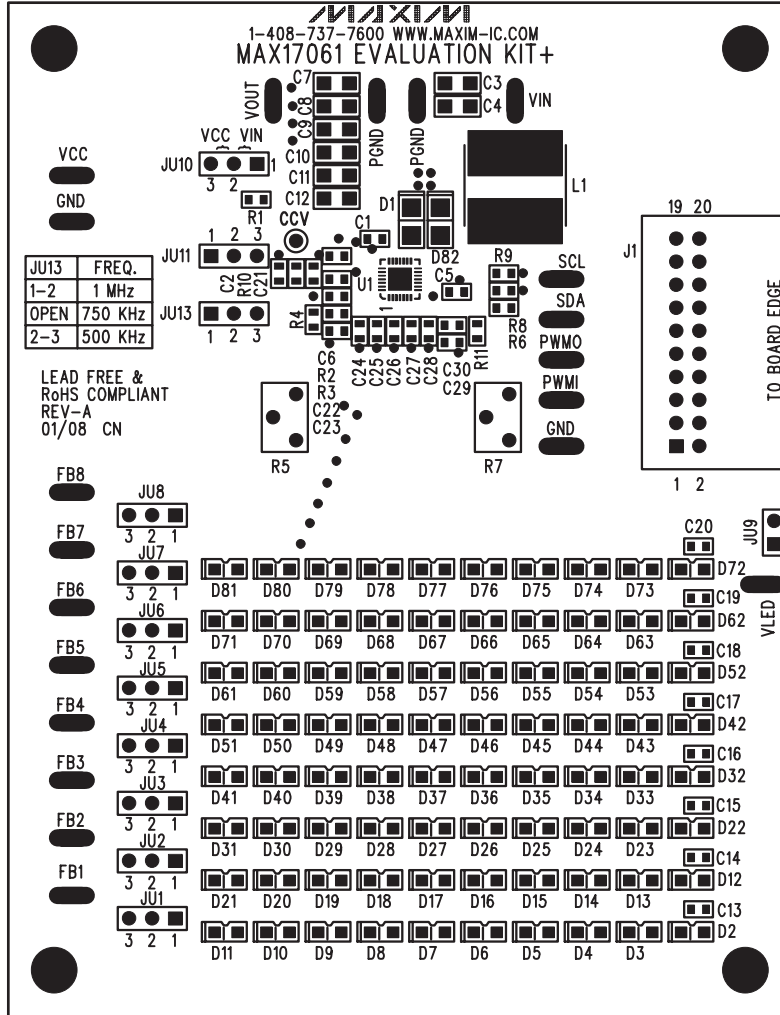 MAXIM
1-408-737-7600 WWW.MAXIM-IC.COM
MAX17061 EVALUATION KIT+
C7
C3
VOUT
C8
C4
VIN
C9
PGND
PGND
VCC
VCC VIN
C10
JU10
1
3 2
C11
L1
GND
R1
C12
D1
19 20
CCV
C1
D82
J1
JU13 FREQ.
1-2 1 MHz
OPEN 750 KHz
2-3 500 KHz
JU11
1 2 3
C2
R10
C21
U1
1
C5
R9
SCL
JU13
1 2 3
R4
SDA
R8
R6
PWMO
TO BOARD EDGE
C6
R2
R3
C22
C23
C24
C25
C26
C27
C28
C30
C29
R11
PWMI
LEAD FREE &
RoHS COMPLIANT
REV-A
01/08 CN
GND
R5
R7
1 2
FB8
JU8
3 2 1
C20
JU9
FB7
JU7
3 2 1
D81 D80 D79 D78 D77 D76 D75 D74 D73 D72
FB6
C19
VLED
JU6
3 2 1
D71 D70 D69 D68 D67 D66 D65 D64 D63 D62
FB5
C18
JU5
3 2 1
D61 D60 D59 D58 D57 D56 D55 D54 D53 D52
FB4
C17
JU4
3 2 1
D51 D50 D49 D48 D47 D46 D45 D44 D43 D42
FB3
C16
JU3
3 2 1
D41 D40 D39 D38 D37 D36 D35 D34 D33 D32
FB2
C15
JU2
3 2 1
D31 D30 D29 D28 D27 D26 D25 D24 D23 D22
FB1
C14
JU1
3 2 1
D21 D20 D19 D18 D17 D16 D15 D14 D13 D12
C13
D11 D10 D9 D8 D7 D6 D5 D4 D3 D2